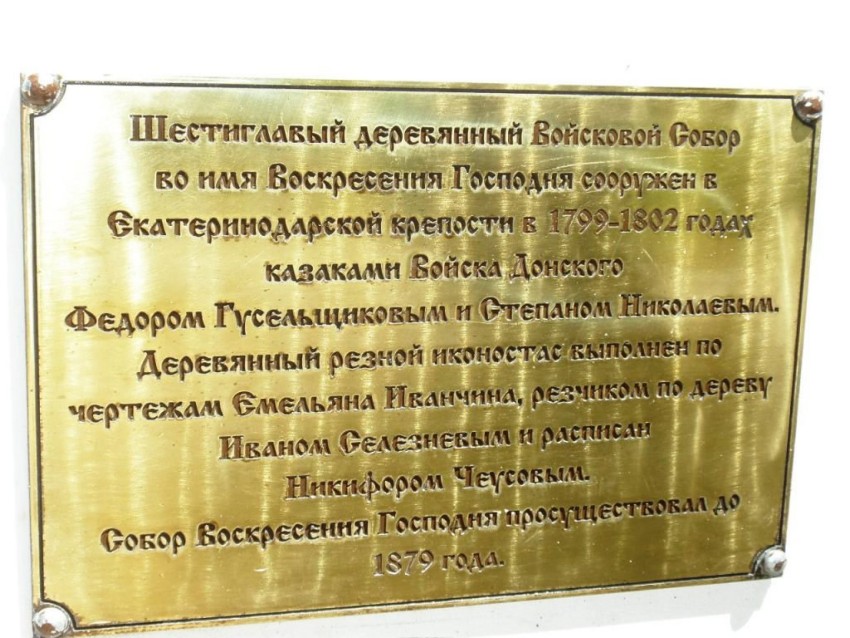 Шестиглавый деревянный Войсковой Собор
во имя Воскресения Господня сооружен в
Екатеринодарской крепости в 1799-1802 годах
казаками Войска Донского
Федором Гусельщиковым и Степаном Николаевым.
Деревянный резной иконостас выполнен по
чертежам Емельяна Иванчина, резчиком по дереву
Иваном Селезневым и расписан
Никифором Чеусовым.
Собор Воскресения Господня просуществовал до
1879 года.